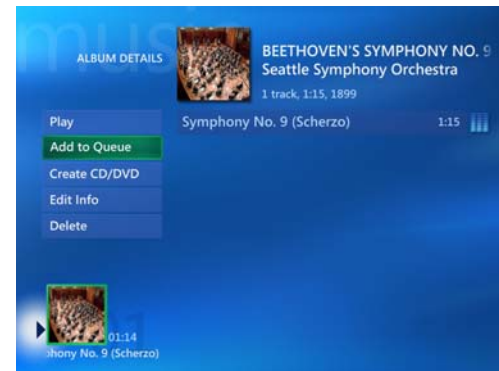 music
ALBUM DETAILS
BEETHOVEN'S SYMPHONY NO. 9
Seattle Symphony Orchestra
1 track, 1:15, 1899
Play
Symphony No. 9 (Scherzo) 1:15
Add to Queue
Create CD/DVD
Edit Info
Delete
01:14
hony No. 9 (Scherzo)